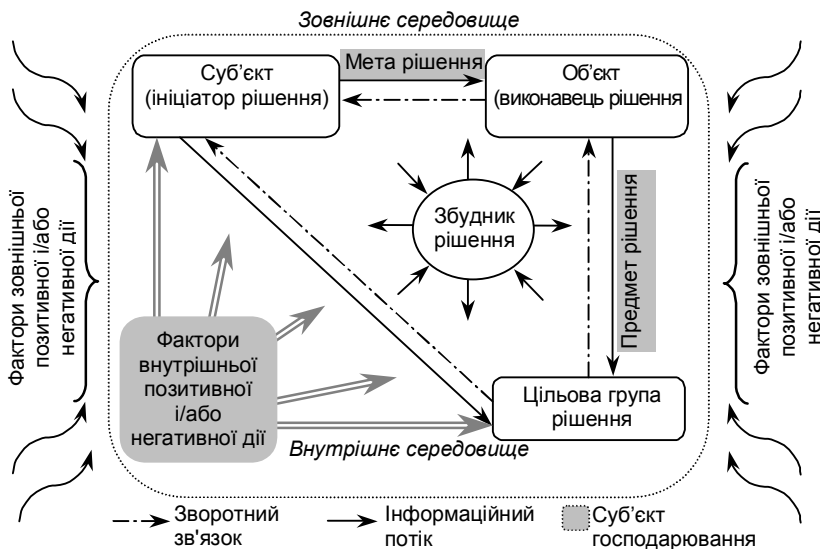 Зовнішнє середовище
Суб’єкт
(ініціатор рішення)
Мета рішення
Об’єкт
(виконавець рішення)
Фактори зовнішньої
позитивної і/або
негативної дії
Збудник
рішення
Предмет рішення
Фактори зовнішньої
позитивної і/або
негативної дії
Фактори
внутрішньої
позитивної
і/або
негативної дії
Цільова група
рішення
Внутрішнє середовище
Зворотний
зв'язок
Інформаційний
потік
Суб’єкт
господарювання